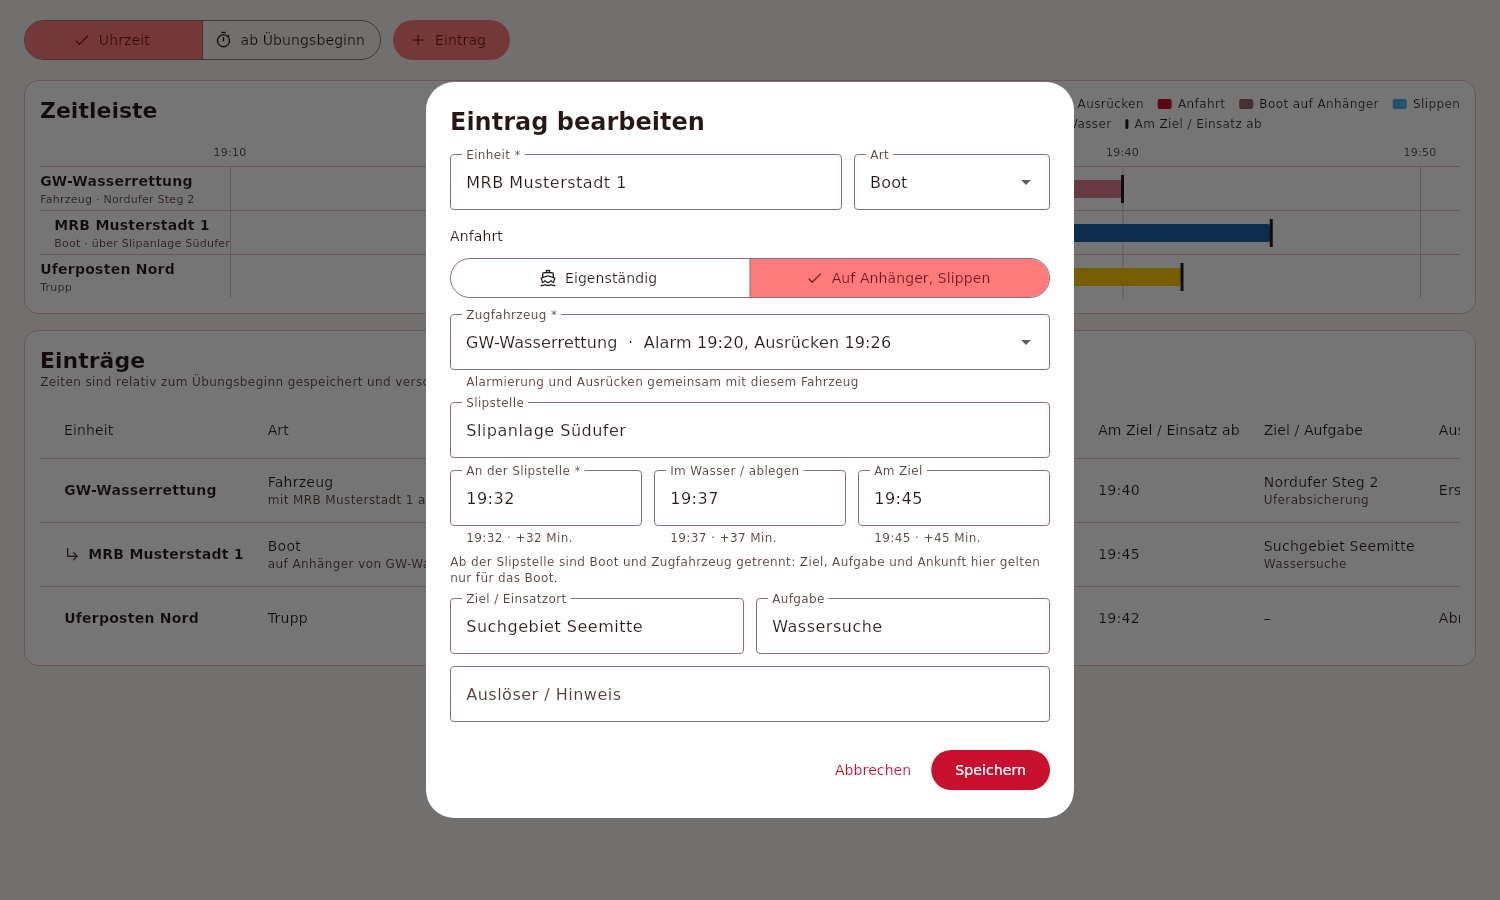 Uhrzeit
ab Übungsbeginn
Eintrag
Zeitleiste
Ausrücken
Anfahrt
Boot auf Anhänger
Slippen
Am Ziel / Einsatz ab
19:10
19:40
19:50
GW-Wasserrettung
Fahrzeug · Nordufer Steg 2
MRB Musterstadt 1
Boot · über Slipanlage Südufer
Uferposten Nord
Trupp
Einträge
Zeiten sind relativ zum Übungsbeginn gespeichert und
Einheit
Art
Am Ziel / Einsatz ab
Ziel / Aufgabe
GW-Wasserrettung
Fahrzeug
mit MRB Musterstadt 1
19:40
Nordufer Steg 2
Uferabsicherung
MRB Musterstadt 1
Boot
auf Anhänger von
19:45
Suchgebiet Seemitte
Wassersuche
Uferposten Nord
Trupp
19:42
–
Eintrag bearbeiten
Einheit *
MRB Musterstadt 1
Art
Boot
Anfahrt
Eigenständig
Auf Anhänger, Slippen
Zugfahrzeug *
GW-Wasserrettung · Alarm 19:20, Ausrücken 19:26
Alarmierung und Ausrücken gemeinsam mit diesem Fahrzeug
Slipstelle
Slipanlage Südufer
An der Slipstelle *
19:32
19:32 · +32 Min.
Im Wasser / ablegen
19:37
19:37 · +37 Min.
Am Ziel
19:45
19:45 · +45 Min.
Ab der Slipstelle sind Boot und Zugfahrzeug getrennt: Ziel, Aufgabe und Ankunft hier gelten
nur für das Boot.
Ziel / Einsatzort
Suchgebiet Seemitte
Aufgabe
Wassersuche
Auslöser / Hinweis
Abbrechen
Speichern